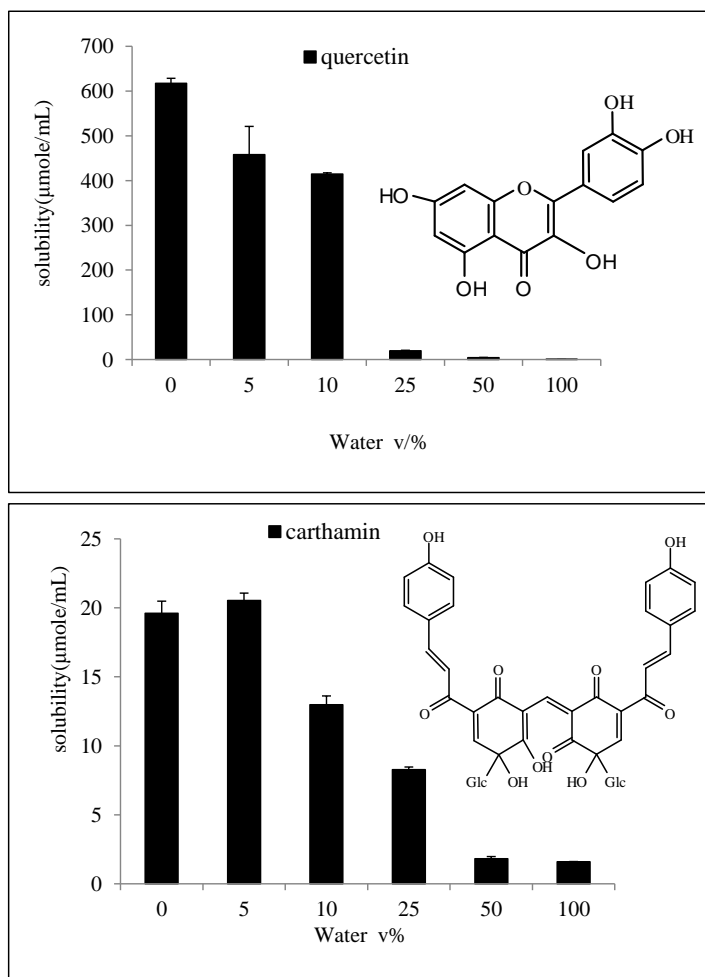 700
600
500
400
300
200
100
0
solubility(µmole/mL)
quercetin
OH
OH
HO
O
OH
O
OH
0 5 10 25 50 100
Water v/%
25
20
15
10
5
0
solubility(µmole/mL)
carthamin
OH
OH
O
O
O
O
O
OH
Glc
OH
HO
Glc
0 5 10 25 50 100
Water v%